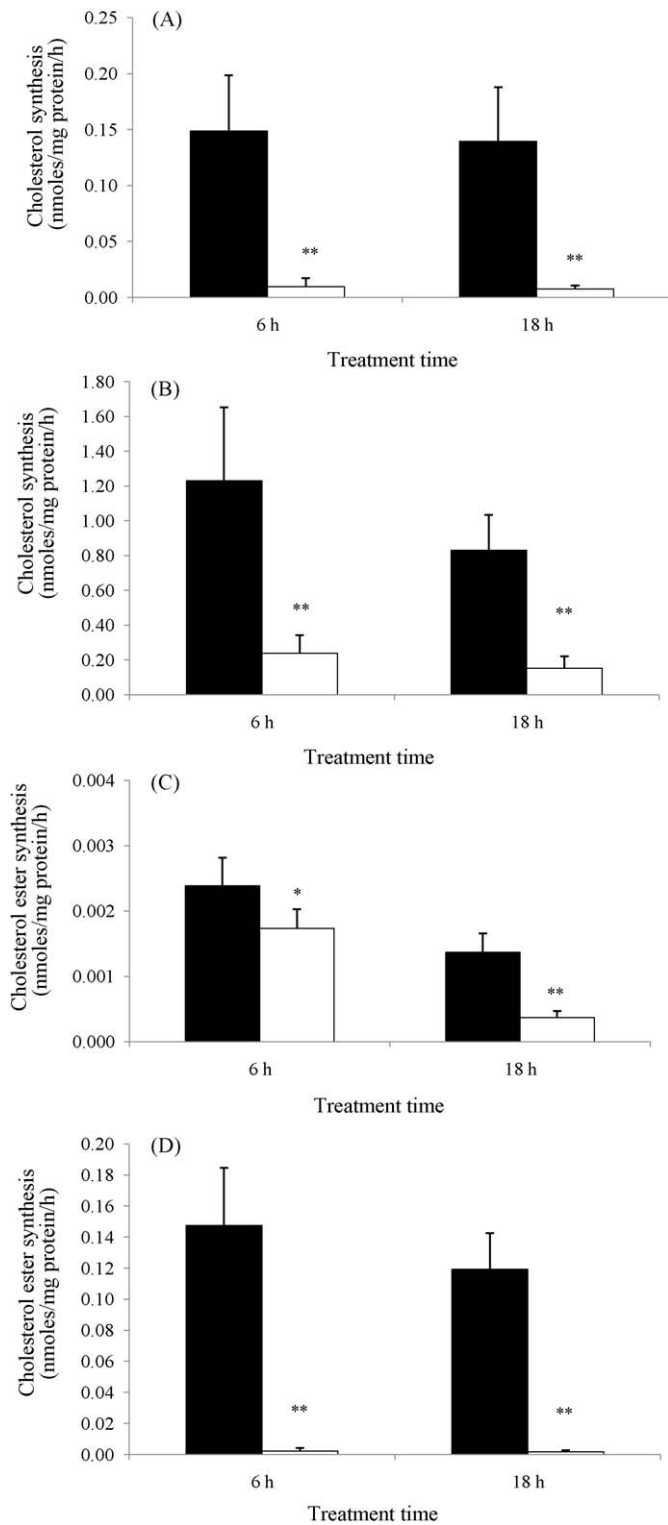 (A)
Cholesterol synthesis
(nmoles/mg protein/h)
0.25
0.20
0.15
0.10
0.05
0.00
**
**
6 h
18 h
Treatment time
(B)
Cholesterol synthesis
(nmoles/mg protein/h)
1.80
1.60
1.40
1.20
1.00
0.80
0.60
0.40
0.20
0.00
**
**
6 h
18 h
Treatment time
(C)
Cholesterol ester synthesis
(nmoles/mg protein/h)
0.004
0.003
0.002
0.001
0.000
*
**
6 h
18 h
Treatment time
(D)
Cholesterol ester synthesis
(nmoles/mg protein/h)
0.20
0.18
0.16
0.14
0.12
0.10
0.08
0.06
0.04
0.02
0.00
**
**
6 h
18 h
Treatment time